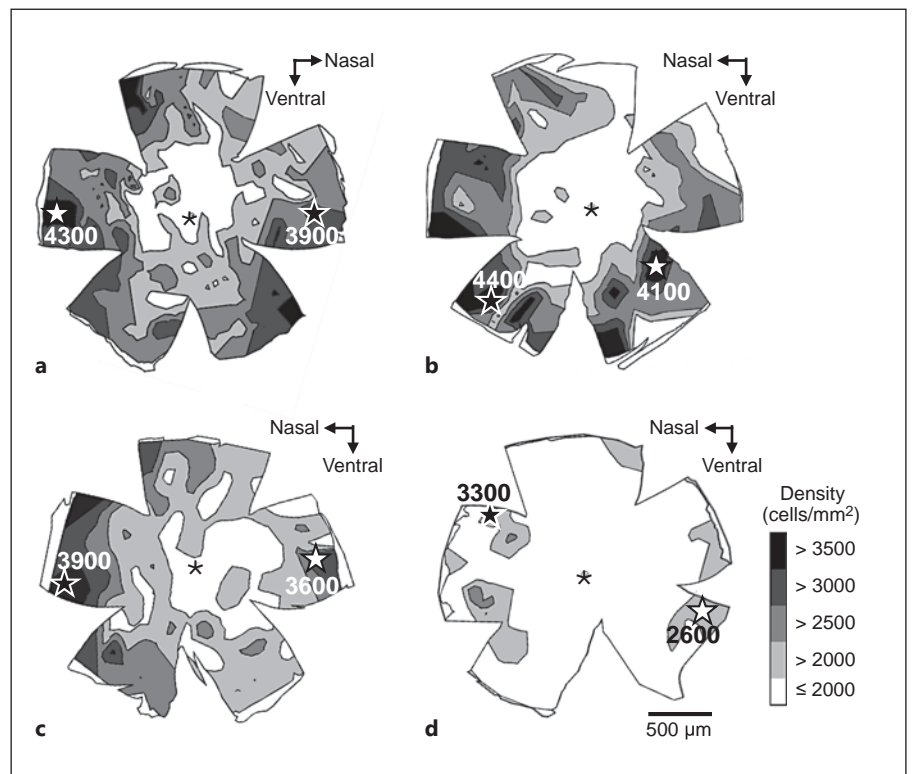 Nasal
Ventral
4300
3900
a
Nasal
Ventral
4400
4100
b
Nasal
Ventral
3900
3600
c
Nasal
Ventral
3300
2600
d
500 µm
Density
(cells/mm²)
> 3500
> 3000
> 2500
> 2000
≤ 2000